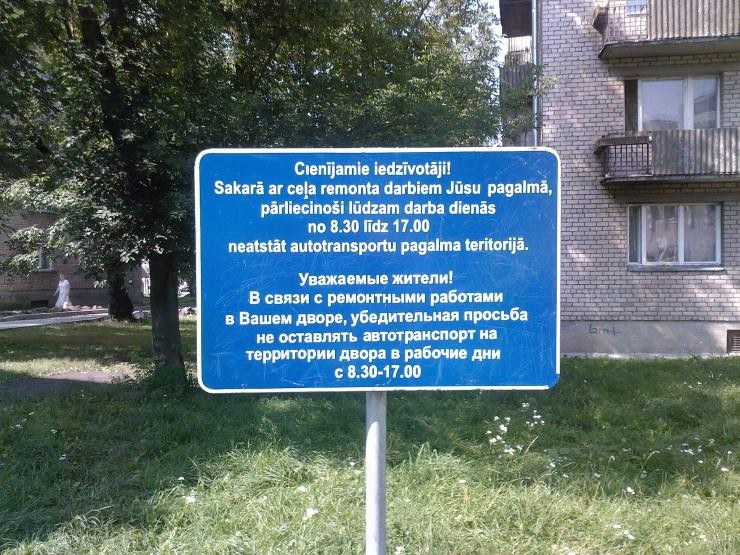 Cienījamie iedzīvotāji!
Sakarā ar ceļa remonta darbiem Jūsu pagalmā,
pārliecinoši lūdzam darba dienās
no 8.30 līdz 17.00
neatstāt autotransportu pagalma teritorijā.
Уважаемые жители!
В связи с ремонтными работами
в Вашем дворе, убедительная просьба
не оставлять автотранспорт на
территории двора в рабочие дни
с 8.30-17.00